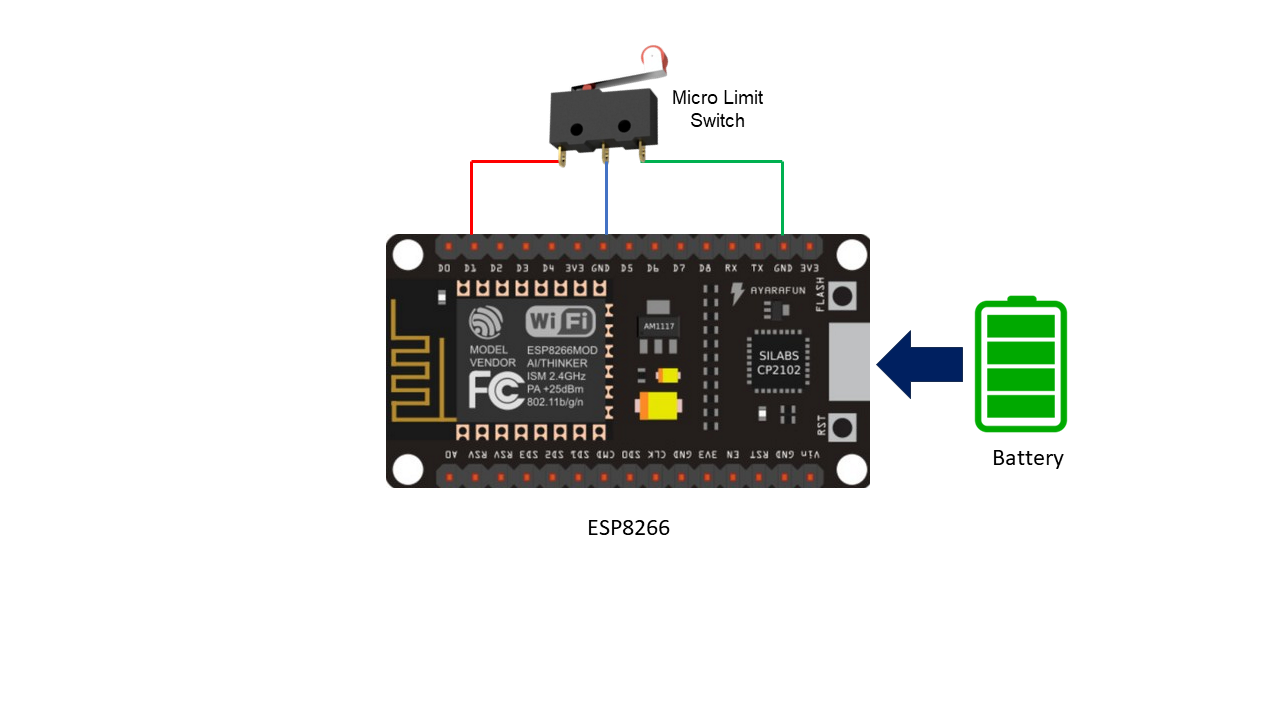 Micro Limit
Switch
D0 D1 D2 D3 D4 3V3 GND D5 D6 D7 D8 RX TX GND 3V3
FLASH
AYARAFUN
WiFi
AM1117
MODEL
VENDOR
ESP8266MOD
AI/THINKER
ISM 2.4GHz
PA +25dBm
802.11b/g/n
FC
SILABS
CP2102
RST
A0 RSV RSV SD3 SD2 SD1 CMD SD0 CLK GND 3V3 EN RST GND Vin
Battery
ESP8266